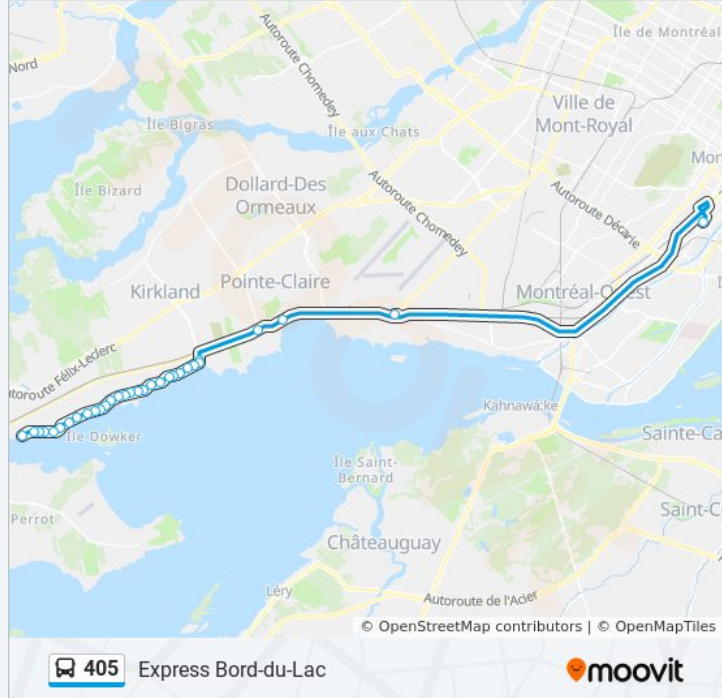 Île de Montréal
Autoroute Chomedey
Nord
Ville de
Mont-Royal
Île Bigras
Île aux Chats
Mon
Île Bizard
Dollard-Des
Ormeaux
Autoroute Chomedey
Autoroute Décarie
Kirkland
Pointe-Claire
Montréal-Ouest
Autoroute Félix-Leclerc
Kahnawá:ke
Île Dowker
Sainte-Ca
Île Saint-
Bernard
Perrot
Saint-C
Châteauguay
Léry
Autoroute de l'Acier
© OpenStreetMap contributors | © OpenMapTiles
405 Express Bord-du-Lac
moovit